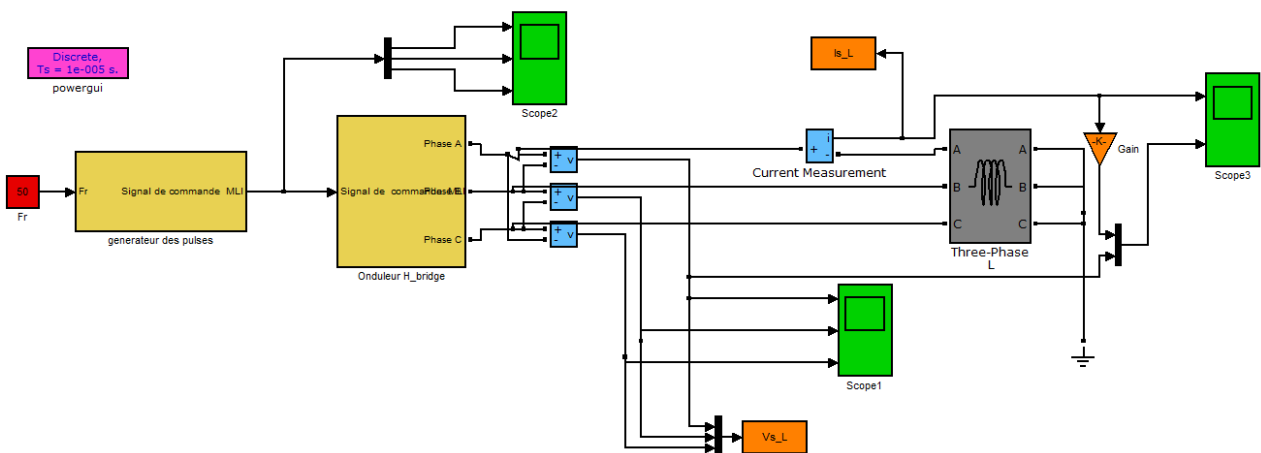 Discrete,
Ts = 1e-005 s.
powergui
Scope2
Is_L
Scope3
50
Fr
Fr
Signal de commande MLI
generateur des pulses
Signal de commande MLI
Phase A
Phase B
Phase C
Onduleur H_bridge
+
-
v
+
-
v
+
-
v
+
-
i
Current Measurement
A
B
C
A
B
C
Three-Phase
L
-K-
Gain
Scope1
Vs_L